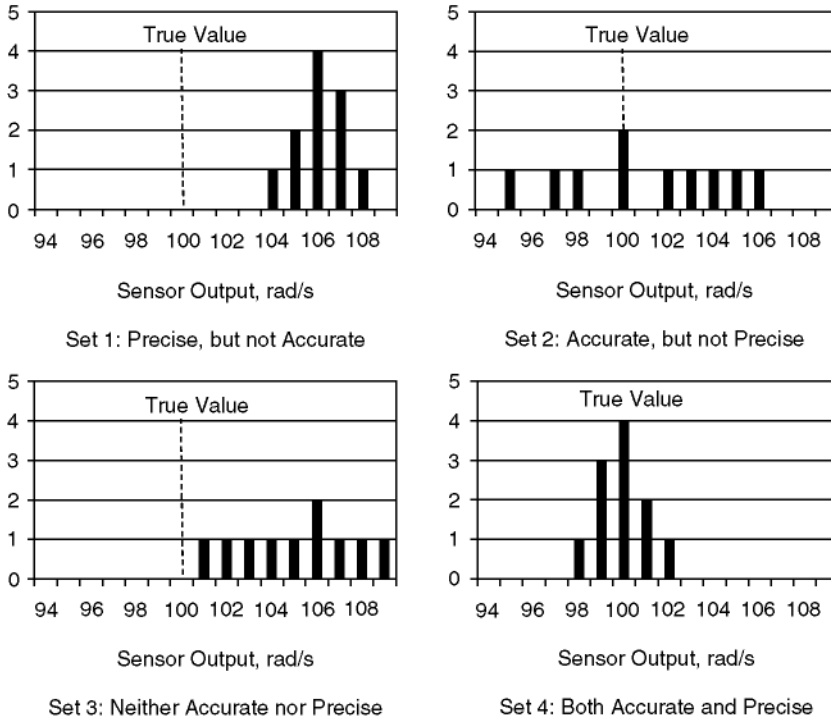 5
True Value
4
3
2
1
0
94 96 98 100 102 104 106 108
Sensor Output, rad/s
Set 1: Precise, but not Accurate
5
True Value
4
3
2
1
0
94 96 98 100 102 104 106 108
Sensor Output, rad/s
Set 2: Accurate, but not Precise
5
True Value
4
3
2
1
0
94 96 98 100 102 104 106 108
Sensor Output, rad/s
Set 3: Neither Accurate nor Precise
5
True Value
4
3
2
1
0
94 96 98 100 102 104 106 108
Sensor Output, rad/s
Set 4: Both Accurate and Precise